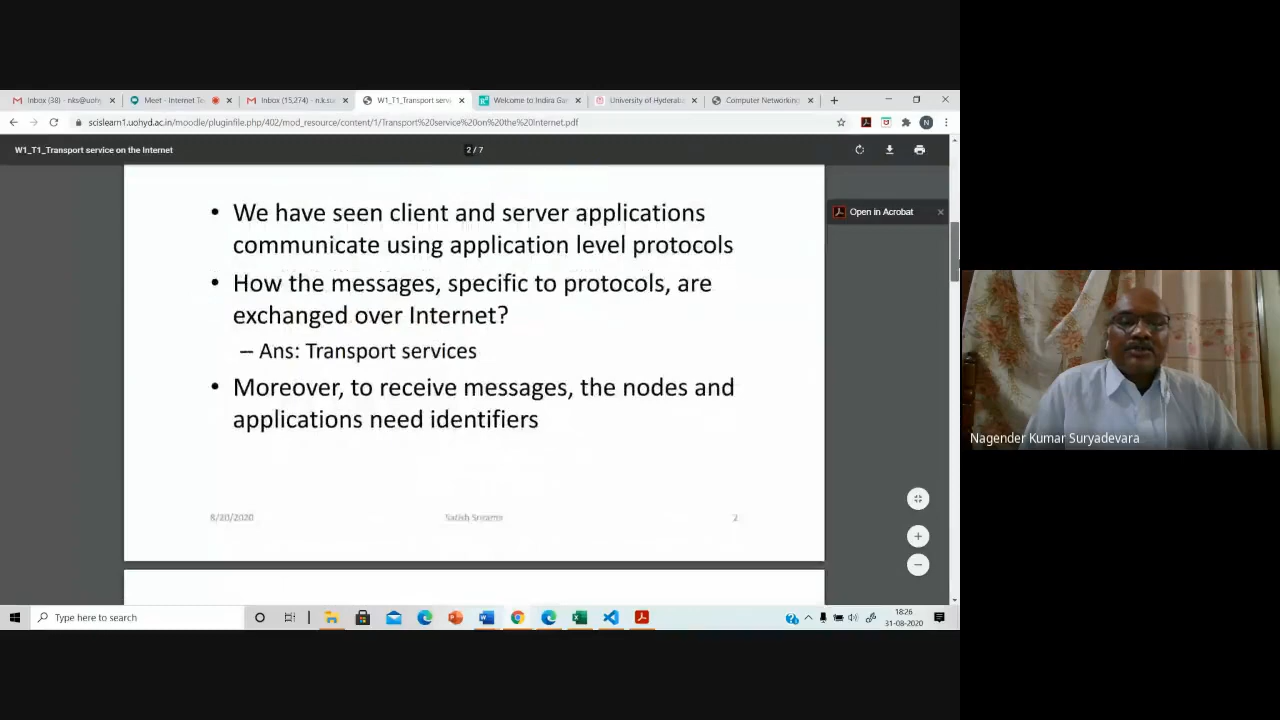 Inbox (38) - nks@uohy
Meet - Internet Te
Inbox (15,274) - n.k.su
W1_T1_Transport serv
Welcome to Indira Gan
University of Hyderaba
Computer Networking
scislearn1.uohyd.ac.in/moodle/pluginfile.php/402/mod_resource/content/1/Transport%20service%20on%20the%20Internet.pdf
W1_T1_Transport service on the Internet
2 / 7
Open in Acrobat
• We have seen client and server applications
communicate using application level protocols
• How the messages, specific to protocols, are
exchanged over Internet?
– Ans: Transport services
• Moreover, to receive messages, the nodes and
applications need identifiers
8/20/2020
Satish Srirama
2
Nagender Kumar Suryadevara
Type here to search
18:26
31-08-2020